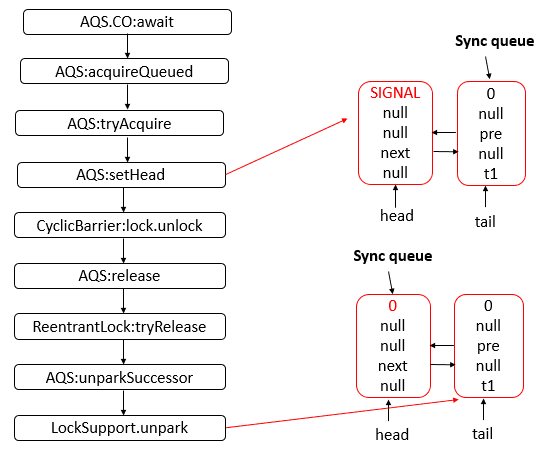 AQS.CO:await
AQS:acquireQueued
AQS:tryAcquire
AQS:setHead
CyclicBarrier:lock.unlock
AQS:release
ReentrantLock:tryRelease
AQS:unparkSuccessor
LockSupport.unpark
Sync queue
SIGNAL
null
null
next
null
head
0
null
pre
null
t1
tail
Sync queue
0
null
null
next
null
head
0
null
pre
null
t1
tail